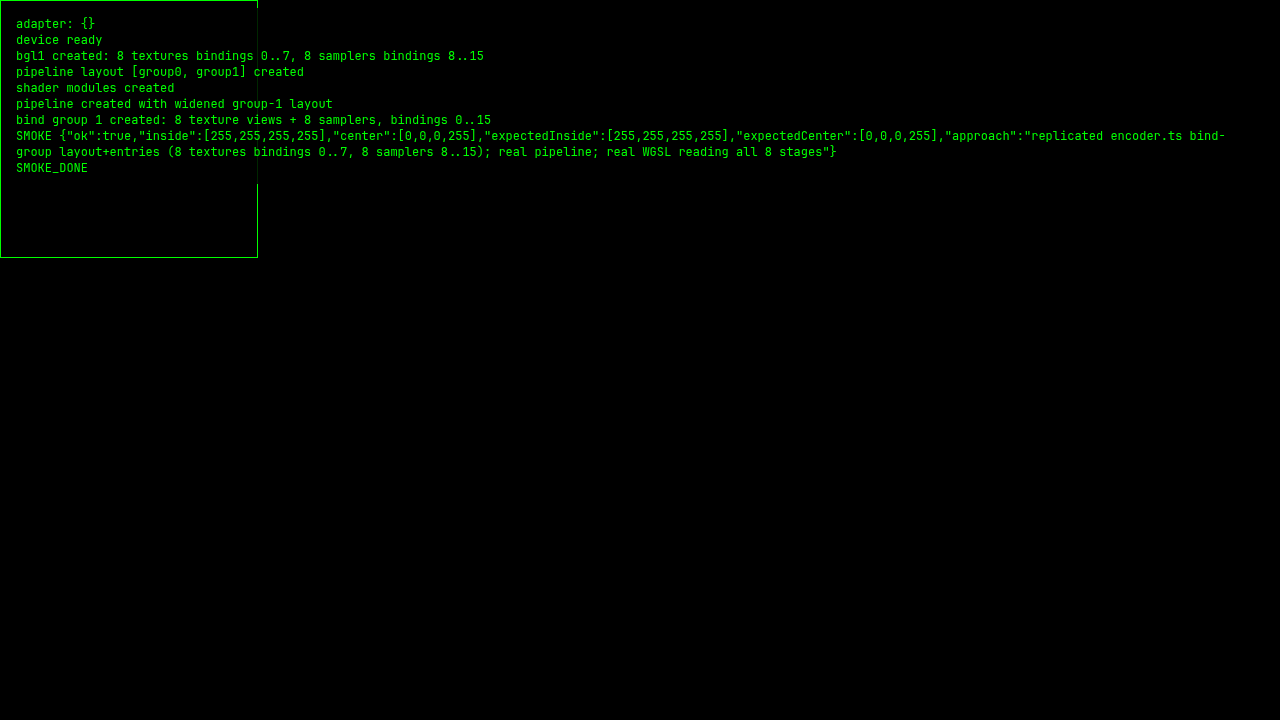 adapter: {}
device ready
bgl1 created: 8 textures bindings 0..7, 8 samplers bindings 8..15
pipeline layout [group0, group1] created
shader modules created
pipeline created with widened group-1 layout
bind group 1 created: 8 texture views + 8 samplers, bindings 0..15
SMOKE {"ok":true,"inside":[255,255,255,255],"center":[0,0,0,255],"expectedInside":[255,255,255,255],"expectedCenter":[0,0,0,255],"approach":"replicated encoder.ts bind-
group layout+entries (8 textures bindings 0..7, 8 samplers 8..15); real pipeline; real WGSL reading all 8 stages"}
SMOKE_DONE